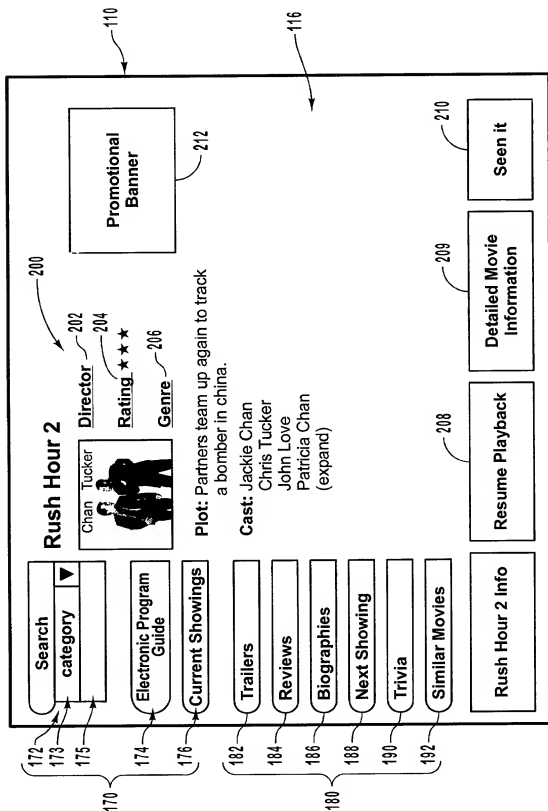 110
116
200
Rush Hour 2
Chan Tucker
Director
202
Rating ★★★
204
Genre
206
Promotional
Banner
212
Plot: Partners team up again to track
a bomber in china.
Cast: Jackie Chan
Chris Tucker
John Love
Patricia Chan
(expand)
170
172
173
175
Search
category ▼
174
Electronic Program
Guide
176
Current Showings
180
182
Trailers
184
Reviews
186
Biographies
188
Next Showing
190
Trivia
192
Similar Movies
Rush Hour 2 Info
Resume Playback
208
Detailed Movie
Information
209
Seen it
210